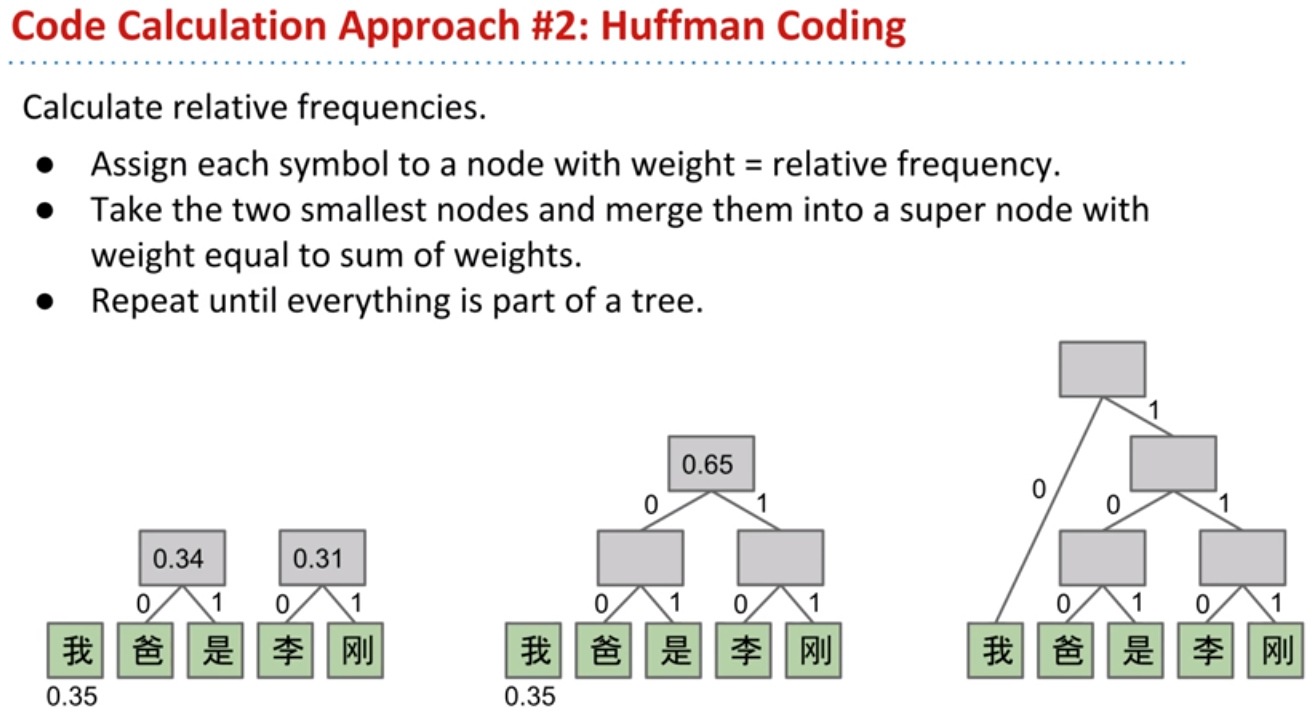 Code Calculation Approach #2: Huffman Coding
Calculate relative frequencies.
● Assign each symbol to a node with weight = relative frequency.
● Take the two smallest nodes and merge them into a super node with
weight equal to sum of weights.
● Repeat until everything is part of a tree.
0.34 0.31
0 1 0 1
我 爸 是 李 刚
0.35
0.65
0 1
0 1 0 1
我 爸 是 李 刚
0.35
1
0
0 1
0 1 0 1
我 爸 是 李 刚